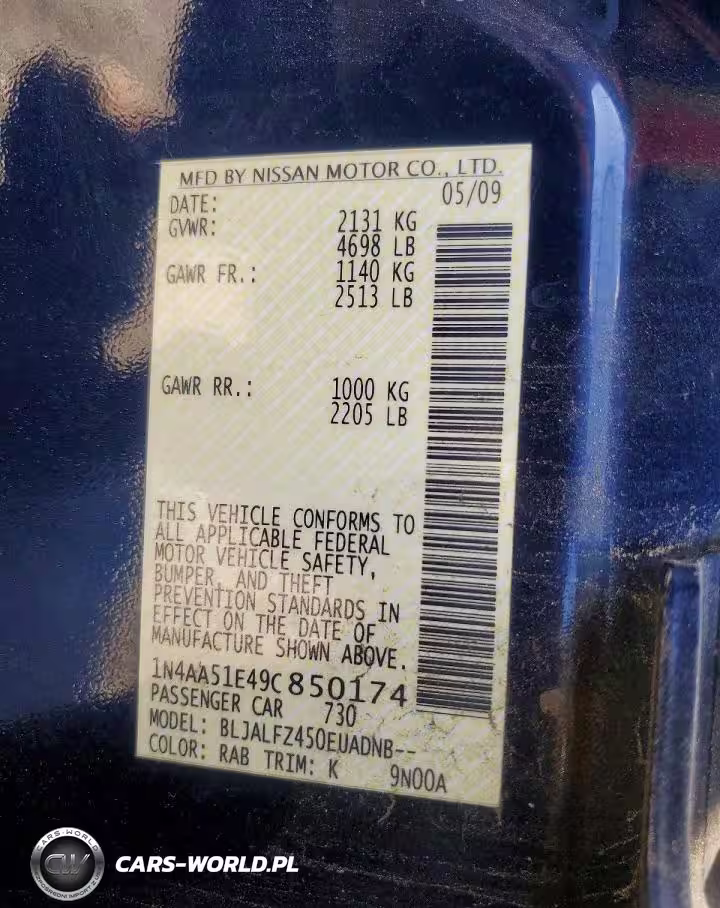 MFD BY NISSAN MOTOR CO., LTD.
DATE: 05/09
GVWR: 2131 KG
4698 LB
GAWR FR.: 1140 KG
2513 LB
GAWR RR.: 1000 KG
2205 LB
THIS VEHICLE CONFORMS TO
ALL APPLICABLE FEDERAL
MOTOR VEHICLE SAFETY,
BUMPER, AND THEFT
PREVENTION STANDARDS IN
EFFECT ON THE DATE OF
MANUFACTURE SHOWN ABOVE.
1N4AA51E49C850174
PASSENGER CAR 730
MODEL: BLJALFZ450EUADNB--
COLOR: RAB TRIM: K 9N00A
CARS-WORLD
CW
CARS-WORLD.PL